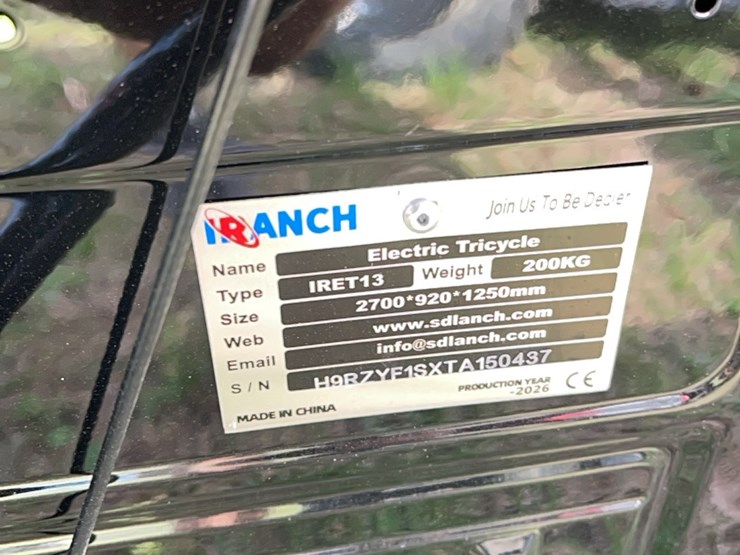 IRANCH Join Us To Be Dealer
Name Electric Tricycle
Type IRET13 Weight 200KG
Size 2700*920*1250mm
Web www.sdlanch.com
Email info@sdlanch.com
S/N H9RZYF1SXTA150437
PRODUCTION YEAR
-2026
CE
MADE IN CHINA